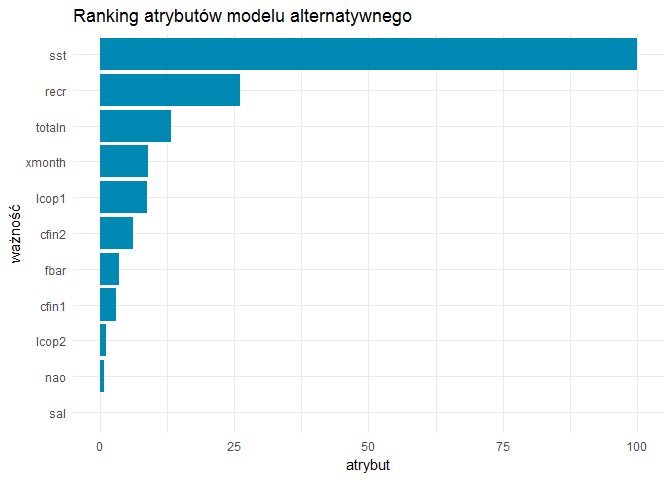 Ranking atrybutów modelu alternatywnego
ważność
sst
recr
totaln
xmonth
lcop1
cfin2
fbar
cfin1
lcop2
nao
sal
0 25 50 75 100
atrybut